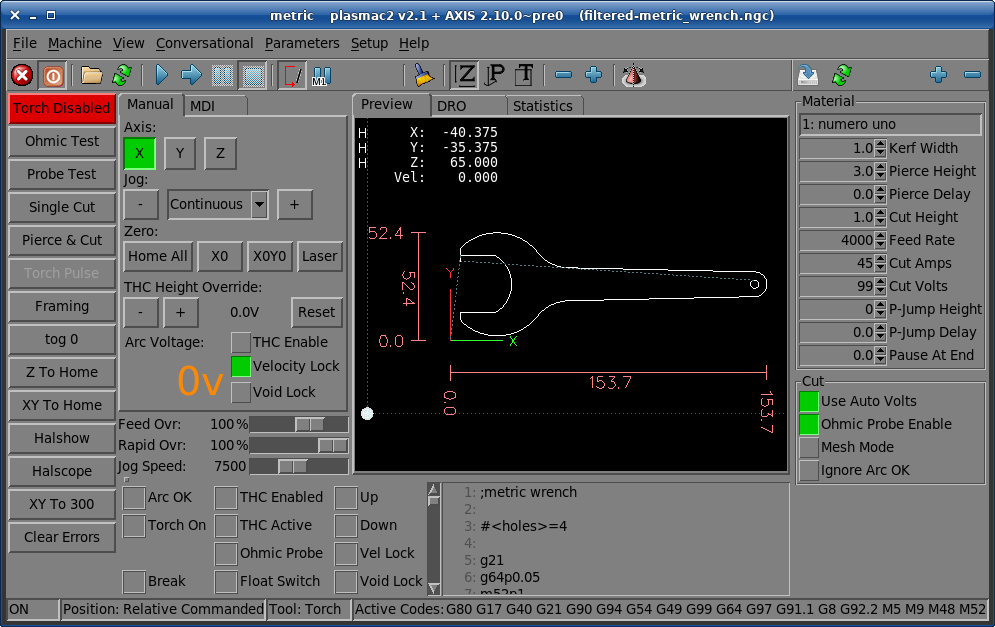 metric    plasmac2 v2.1 + AXIS 2.10.0~pre0    (filtered-metric_wrench.ngc)
File Machine View Conversational Parameters Setup Help
Z P T
Torch Disabled
Ohmic Test
Probe Test
Single Cut
Pierce & Cut
Torch Pulse
Framing
tog 0
Z To Home
XY To Home
Halshow
Halscope
XY To 300
Clear Errors
Manual MDI
Axis:
X Y Z
Jog:
- Continuous +
Zero:
Home All X0 X0Y0 Laser
THC Height Override:
- + 0.0V Reset
Arc Voltage:
0v
THC Enable
Velocity Lock
Void Lock
Feed Ovr: 100%
Rapid Ovr: 100%
Jog Speed: 7500
Preview DRO Statistics
H X: -40.375
H Y: -35.375
H Z: 65.000
Vel: 0.000
52.4
52.4
0.0
Y
X
153.7
0.0
153.7
Arc OK THC Enabled Up
Torch On THC Active Down
Ohmic Probe Vel Lock
Break Float Switch Void Lock
1: ;metric wrench
2:
3: #<holes>=4
4:
5: g21
6: g64p0.05
7: m52p1
Material
1: numero uno
1.0 Kerf Width
3.0 Pierce Height
0.0 Pierce Delay
1.0 Cut Height
4000 Feed Rate
45 Cut Amps
99 Cut Volts
0 P-Jump Height
0.0 P-Jump Delay
0.0 Pause At End
Cut
Use Auto Volts
Ohmic Probe Enable
Mesh Mode
Ignore Arc OK
ON Position: Relative Commanded Tool: Torch Active Codes: G80 G17 G40 G21 G90 G94 G54 G49 G99 G64 G97 G91.1 G8 G92.2 M5 M9 M48 M52